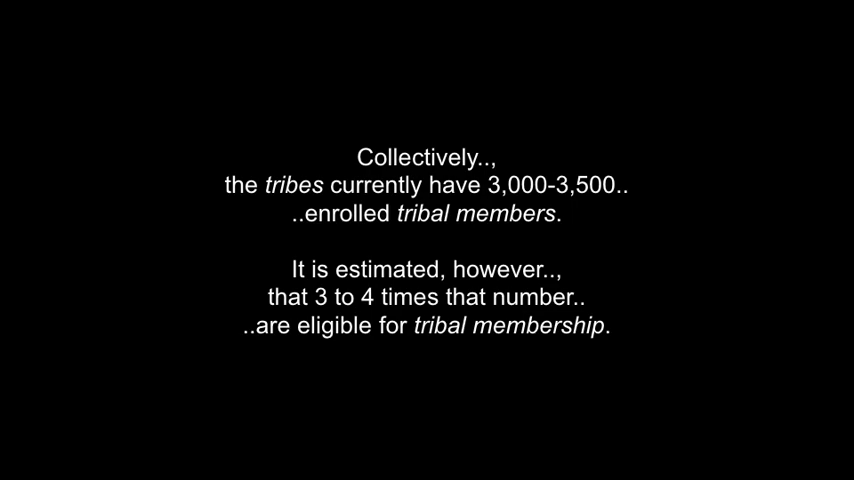 Collectively..,
the tribes currently have 3,000-3,500..
..enrolled tribal members.
It is estimated, however..,
that 3 to 4 times that number..
..are eligible for tribal membership.